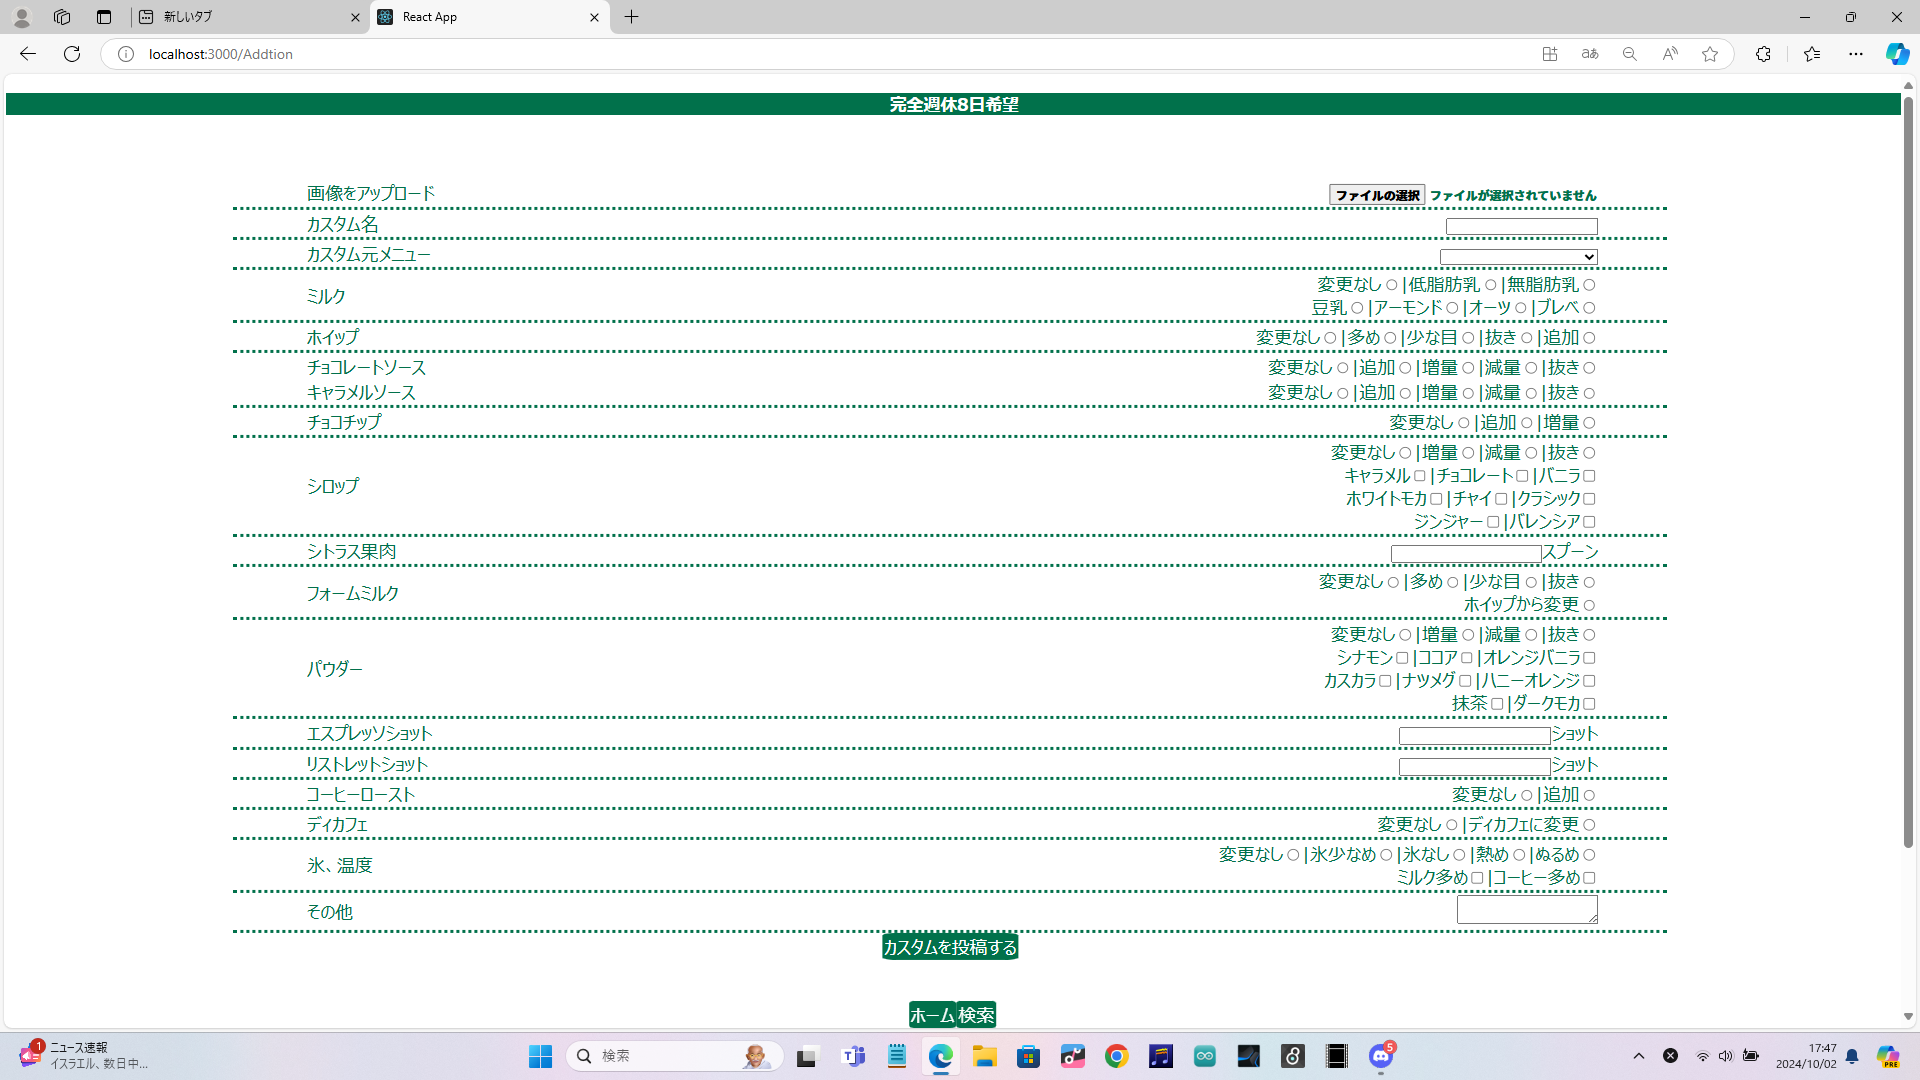 新しいタブ
React App
localhost:3000/Addtion
完全週休8日希望
画像をアップロード ファイルの選択 ファイルが選択されていません
カスタム名
カスタム元メニュー
ミルク
変更なし |低脂肪乳 |無脂肪乳
豆乳 |アーモンド |オーツ |ブレベ
ホイップ 変更なし |多め |少な目 |抜き |追加
チョコレートソース 変更なし |追加 |増量 |減量 |抜き
キャラメルソース 変更なし |追加 |増量 |減量 |抜き
チョコチップ 変更なし |追加 |増量
シロップ
変更なし |増量 |減量 |抜き
キャラメル |チョコレート |バニラ
ホワイトモカ |チャイ |クラシック
ジンジャー |バレンシア
シトラス果肉 スプーン
フォームミルク
変更なし |多め |少な目 |抜き
ホイップから変更
パウダー
変更なし |増量 |減量 |抜き
シナモン |ココア |オレンジバニラ
カスカラ |ナツメグ |ハニーオレンジ
抹茶 |ダークモカ
エスプレッソショット ショット
リストレットショット ショット
コーヒーロースト 変更なし |追加
ディカフェ 変更なし |ディカフェに変更
氷、温度
変更なし |氷少なめ |氷なし |熱め |ぬるめ
ミルク多め |コーヒー多め
その他
カスタムを投稿する
ホーム 検索
1
ニュース速報
イスラエル、数日中...
検索
5
17:47
2024/10/02
PRE